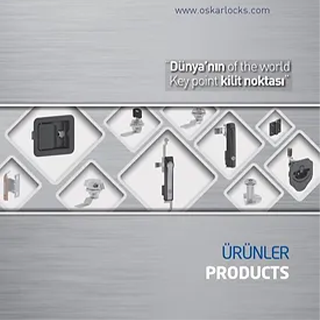 www.oskarlocks.com
Dünya'nın of the world
Key point kilit noktası"
ÜRÜNLER
PRODUCTS